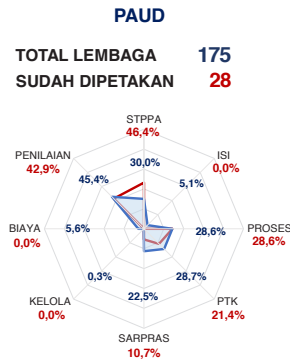 PAUD
TOTAL LEMBAGA 175
SUDAH DIPETAKAN 28
STPPA
46,4%
PENILAIAN
42,9%
ISI
0,0%
30,0%
45,4%
5,1%
BIAYA
0,0%
5,6%
28,6%
PROSES
28,6%
0,3%
28,7%
22,5%
KELOLA
0,0%
PTK
21,4%
SARPRAS
10,7%